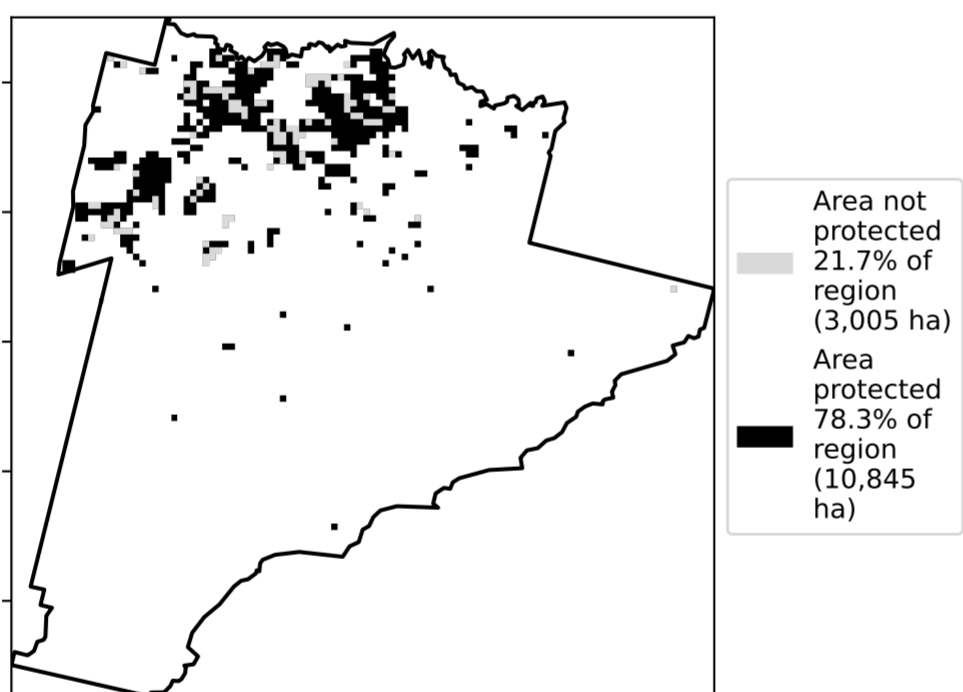 Area not
protected
21.7% of
region
(3,005 ha)
Area
protected
78.3% of
region
(10,845
ha)